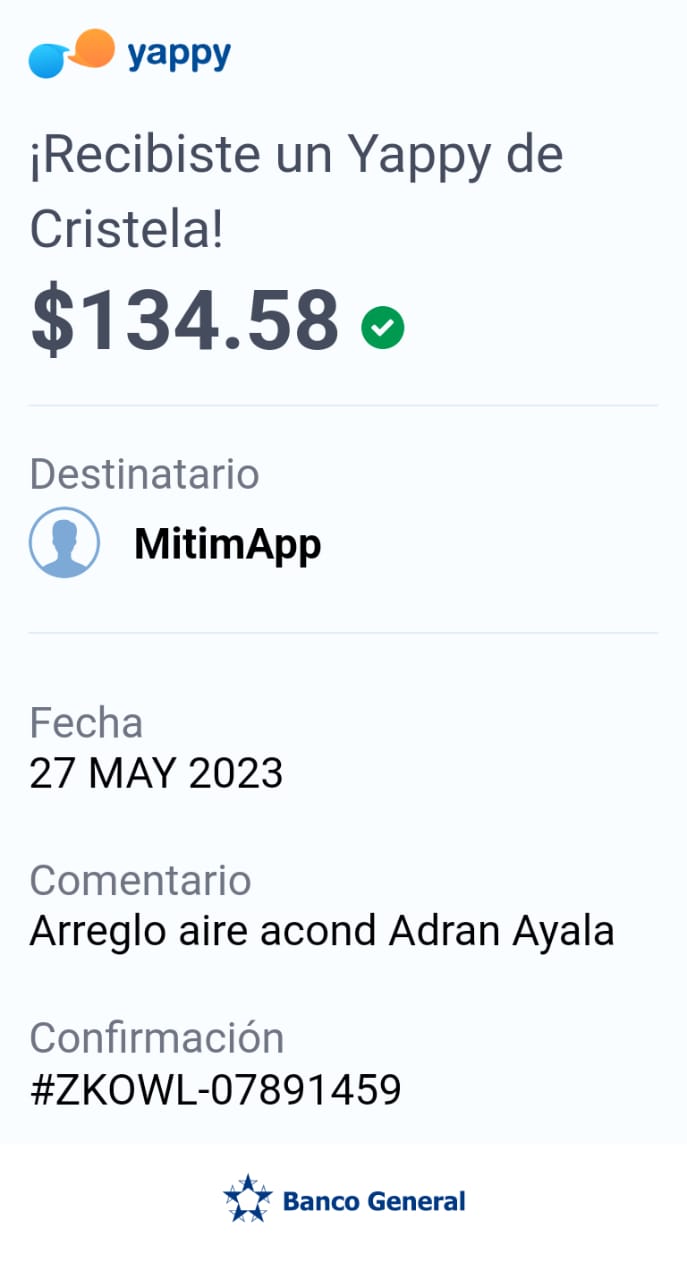 yappy
¡Recibiste un Yappy de
Cristela!
$134.58
Destinatario
MitimApp
Fecha
27 MAY 2023
Comentario
Arreglo aire acond Adran Ayala
Confirmación
#ZKOWL-07891459
Banco General